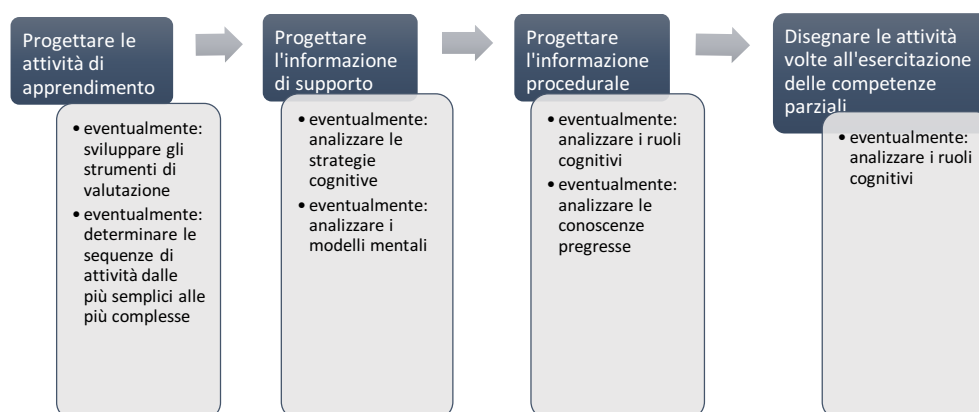 Progettare le
attività di
apprendimento
• eventualmente:
sviluppare gli
strumenti di
valutazione
• eventualmente:
determinare le
sequenze di
attività dalle
più semplici alle
più complesse
Progettare
l'informazione
di supporto
• eventualmente:
analizzare le
strategie
cognitive
• eventualmente:
analizzare i
modelli mentali
Progettare
l'informazione
procedurale
• eventualmente:
analizzare i ruoli
cognitivi
• eventualmente:
analizzare le
conoscenze
pregresse
Disegnare le attività
volte all'esercitazione
delle competenze
parziali
• eventualmente:
analizzare i ruoli
cognitivi